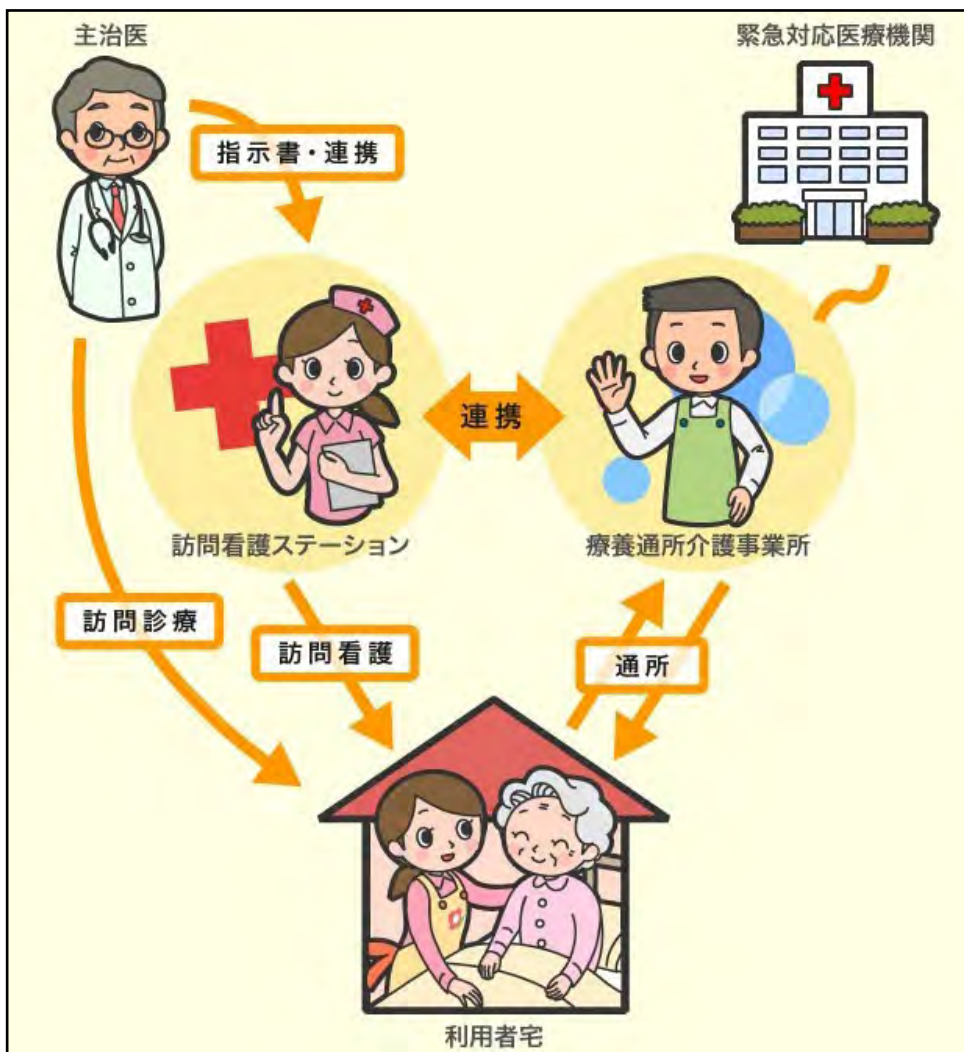 主治医
緊急対応医療機関
指示書・連携
連携
訪問看護ステーション
療養通所介護事業所
訪問診療
訪問看護
通所
利用者宅